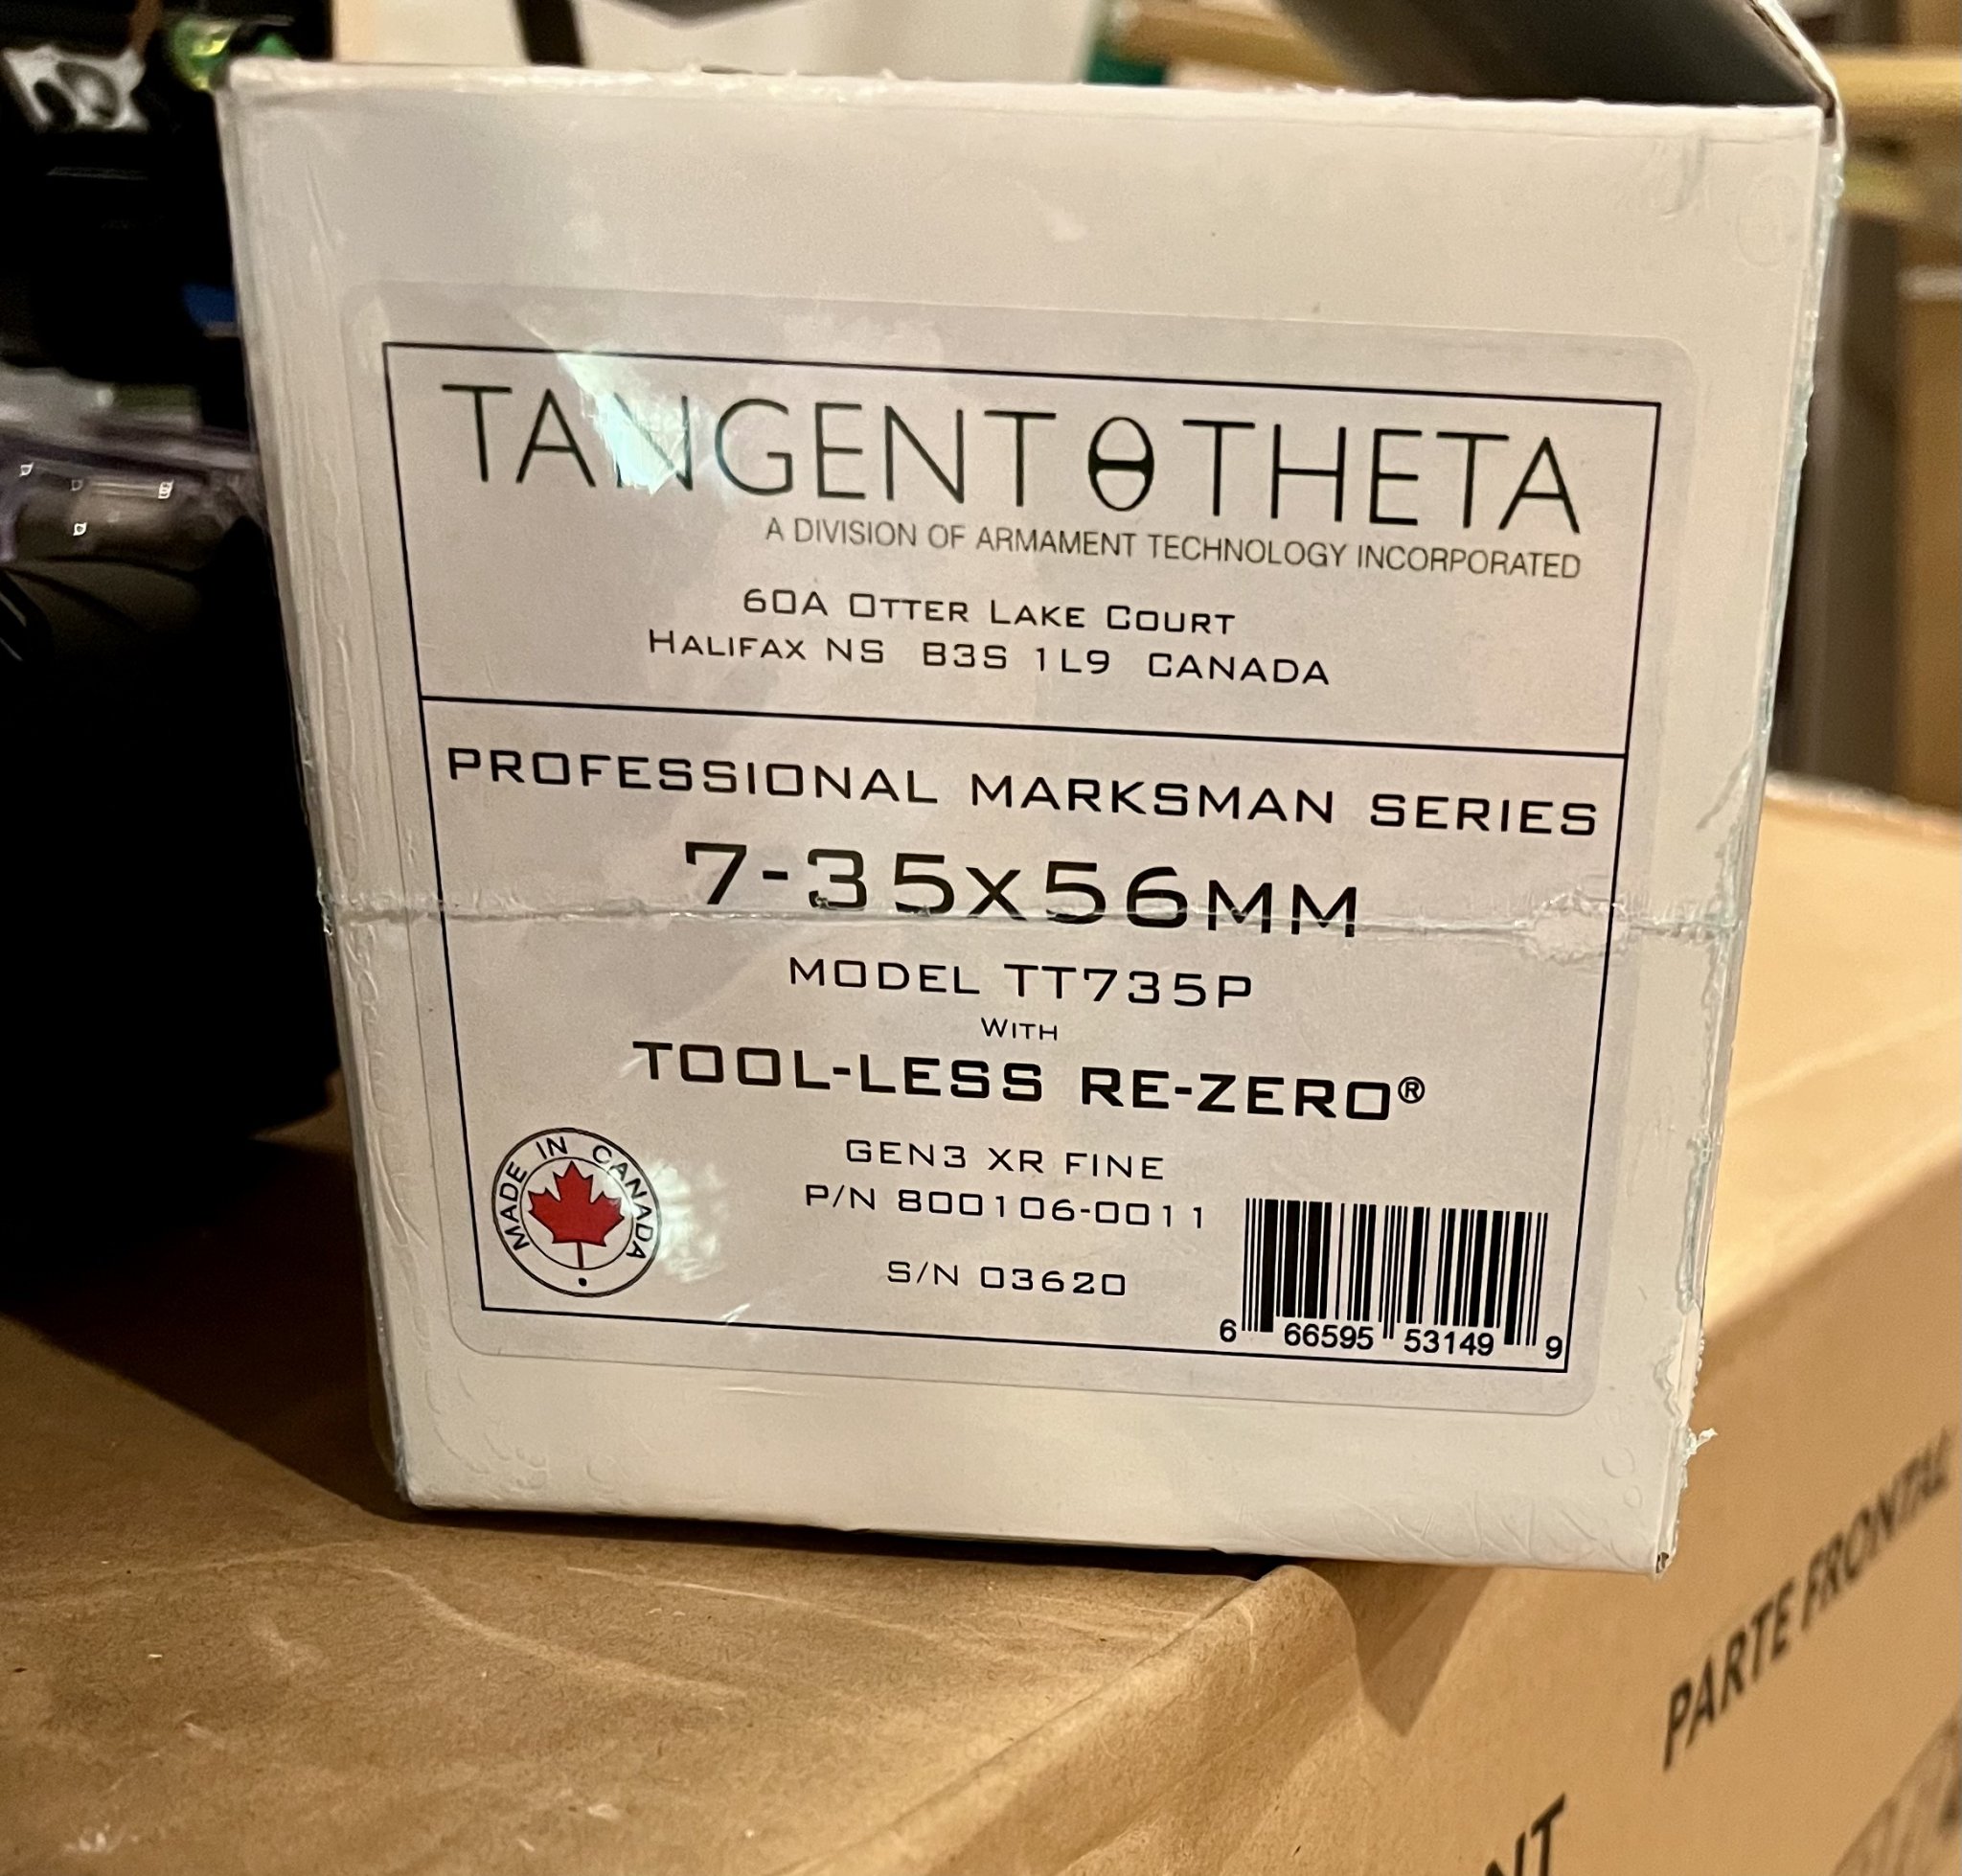 TANGENT θ THETA
A DIVISION OF ARMAMENT TECHNOLOGY INCORPORATED
60A OTTER LAKE COURT
HALIFAX NS B3S 1L9 CANADA
PROFESSIONAL MARKSMAN SERIES
7-35X56MM
MODEL TT735P
WITH
TOOL-LESS RE-ZERO®
GEN3 XR FINE
P/N 800106-0011
S/N 03620
MADE IN CANADA
6 66595 53149 9
PARTE FRONTAL